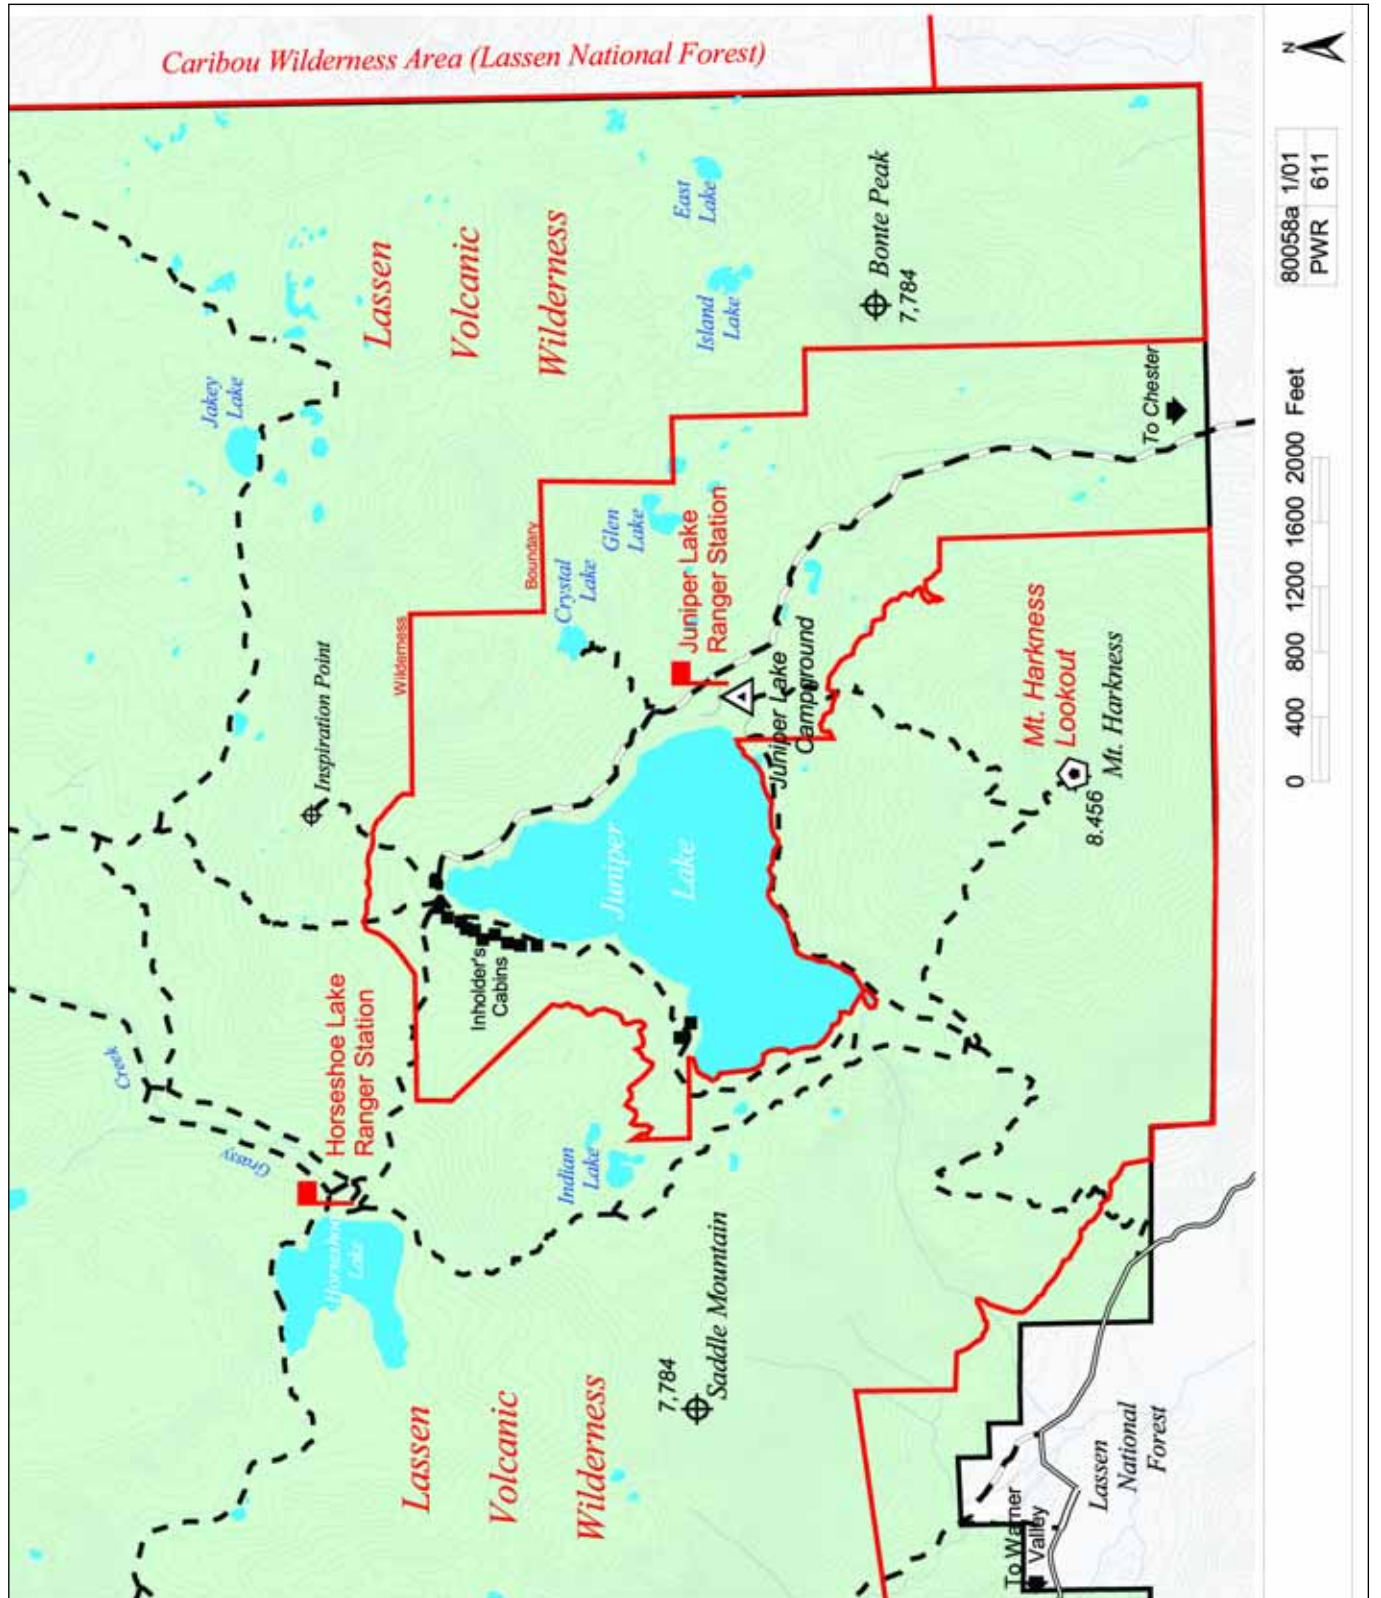 Caribou Wilderness Area (Lassen National Forest)
N
80058a 1/01
PWR 611
East
Lake
Bonte Peak
7,784
Lassen
Volcanic
Wilderness
Island
Lake
Jakey
Lake
To Chester
0 400 800 1200 1600 2000 Feet
Boundary
Glen
Lake
Crystal
Lake
Juniper Lake
Ranger Station
Wilderness
Inspiration Point
Juniper Lake
Campground
Mt. Harkness
Lookout
Mt. Harkness
8.456
Juniper
Lake
Inholder's
Cabins
Horseshoe Lake
Ranger Station
Creek
Grassy
Indian
Lake
Horseshoe
Lake
Saddle Mountain
7,784
Lassen
Volcanic
Wilderness
Lassen
National
Forest
To Warner
Valley